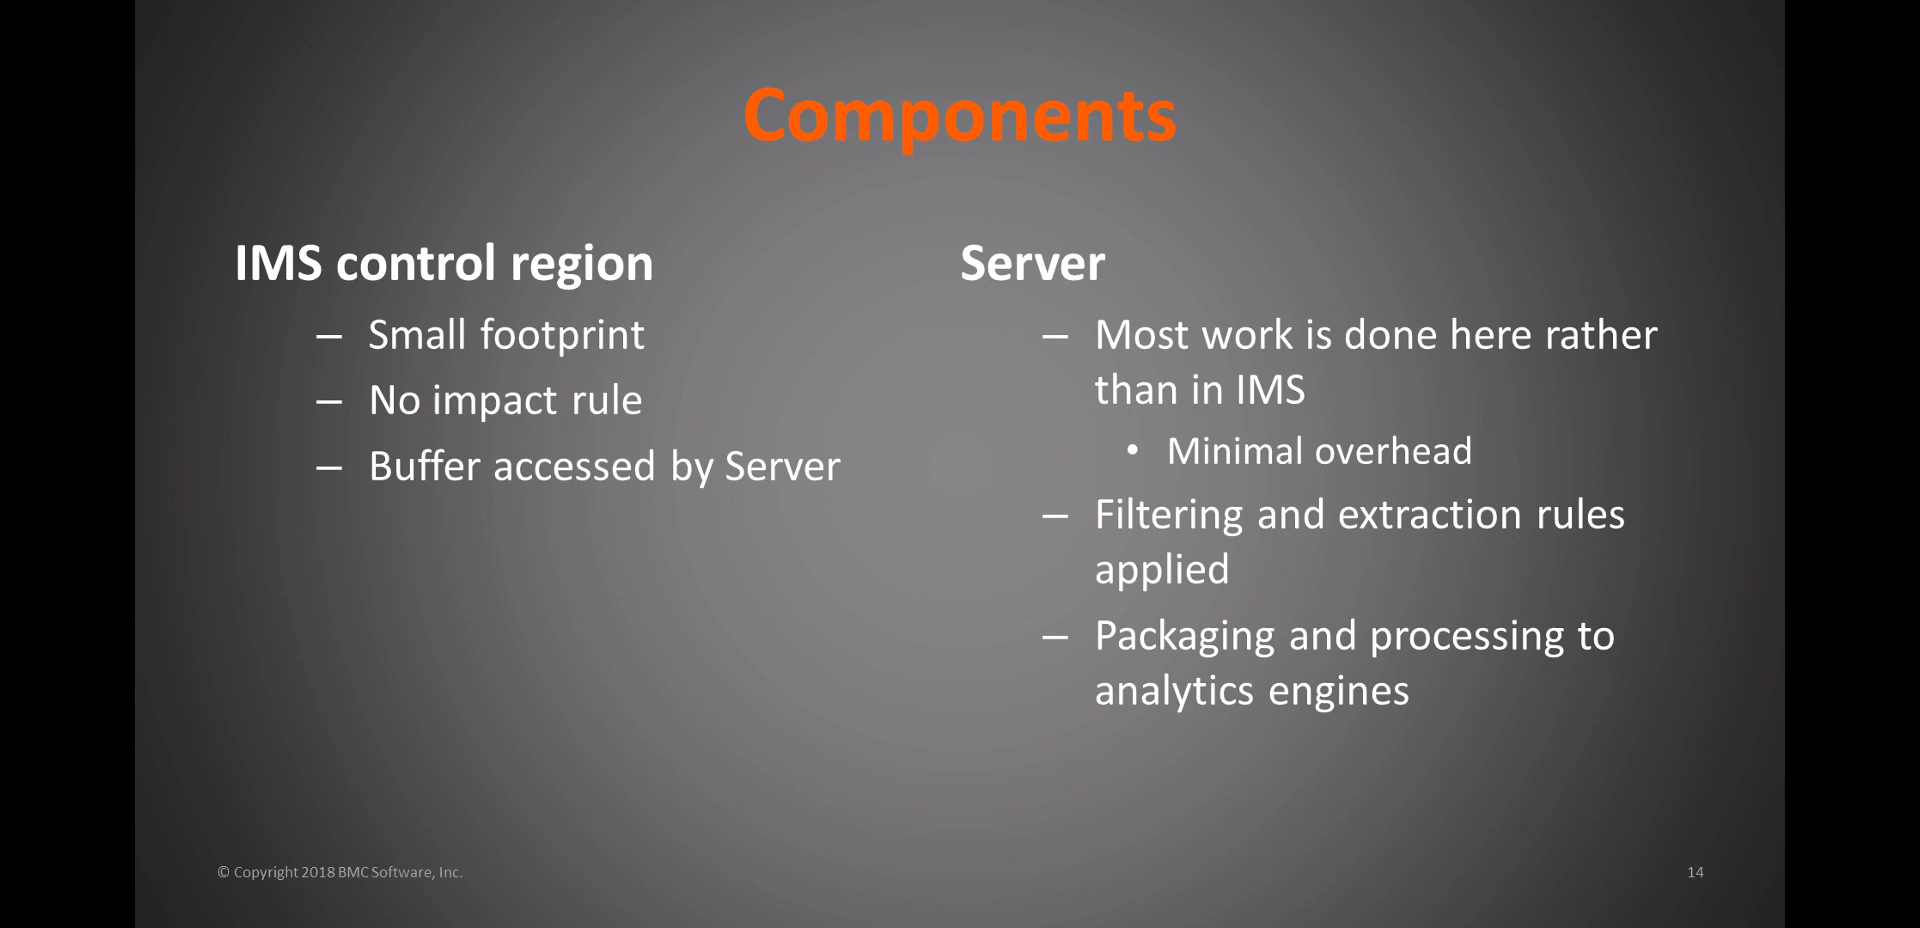 Components
IMS control region
– Small footprint
– No impact rule
– Buffer accessed by Server
Server
– Most work is done here rather
than in IMS
• Minimal overhead
– Filtering and extraction rules
applied
– Packaging and processing to
analytics engines
© Copyright 2018 BMC Software, Inc.
14